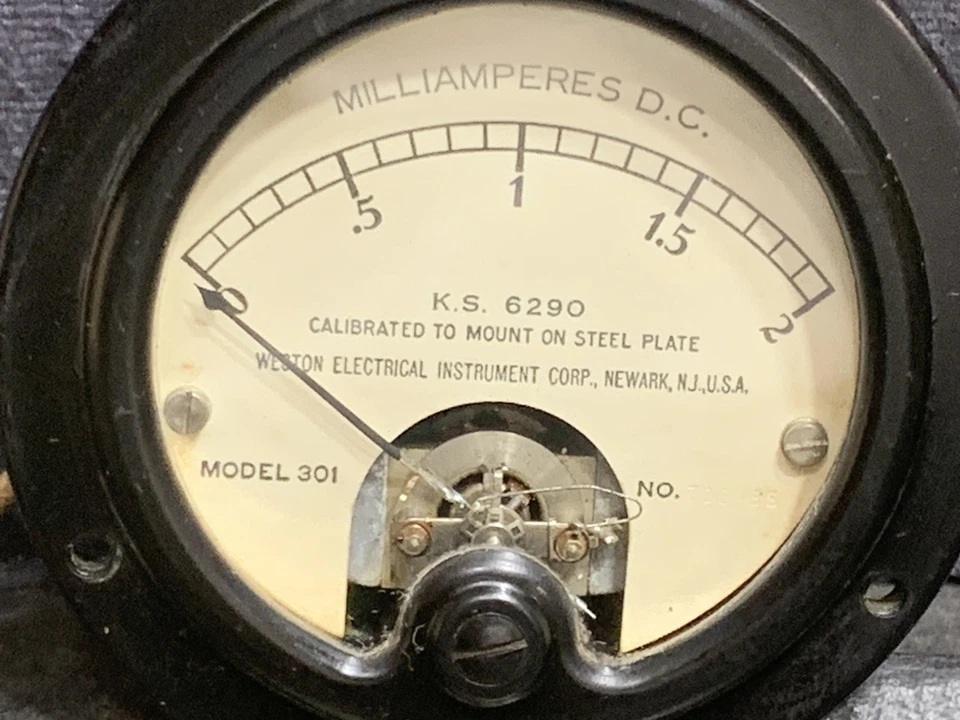 MILLIAMPERES D.C.
0 .5 1 1.5 2
K.S. 6290
CALIBRATED TO MOUNT ON STEEL PLATE
WESTON ELECTRICAL INSTRUMENT CORP., NEWARK, N.J., U.S.A.
MODEL 301
NO.